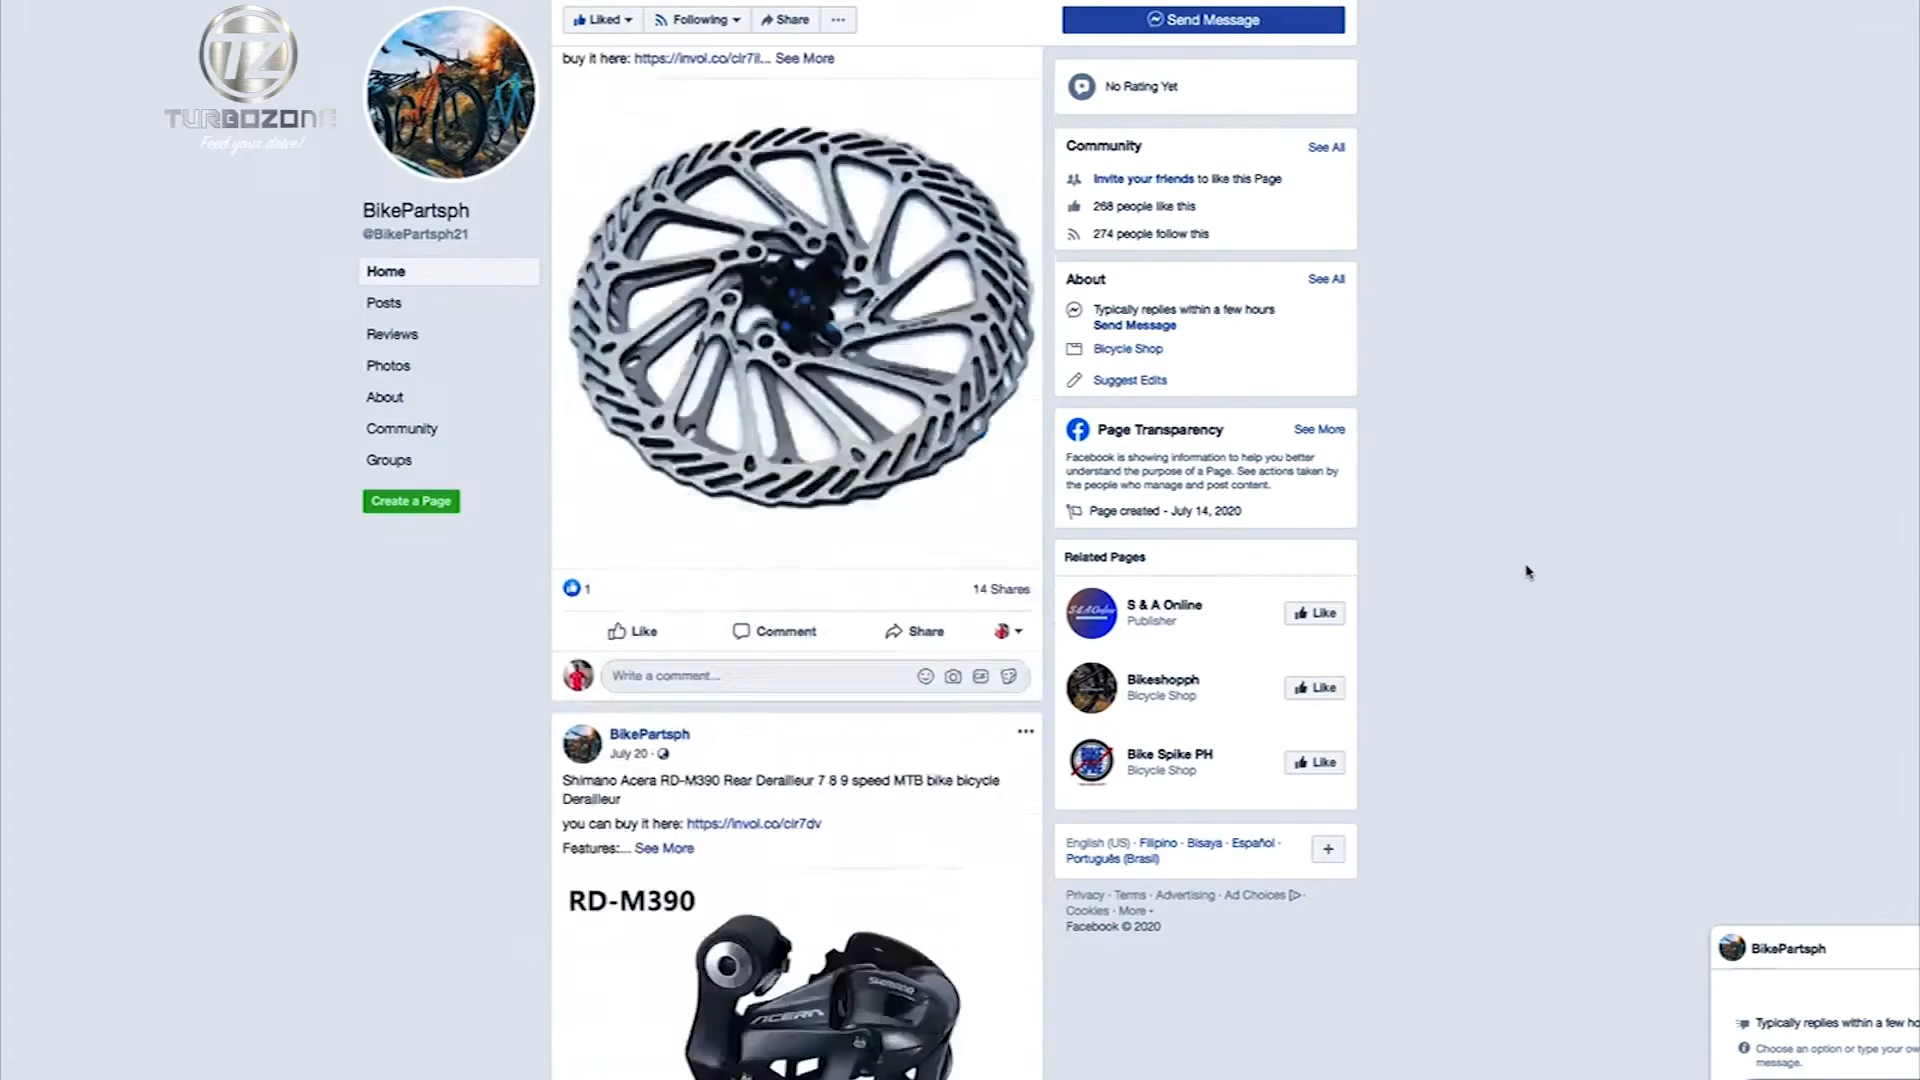 TURBOZONE
Feed your drive!
BikePartsph
@BikePartsph21
Home
Posts
Reviews
Photos
About
Community
Groups
Create a Page
Liked
Following
Share
Send Message
buy it here: https://invol.co/clr7il... See More
1
14 Shares
Like
Comment
Share
Write a comment...
GIF
BikePartsph
July 20 ·
Shimano Acera RD-M390 Rear Derailleur 7 8 9 speed MTB bike bicycle
Derailleur
you can buy it here: https://invol.co/clr7dv
Features:... See More
RD-M390
SHIMANO
ACERA
No Rating Yet
Community
See All
Invite your friends to like this Page
268 people like this
274 people follow this
About
See All
Typically replies within a few hours
Send Message
Bicycle Shop
Suggest Edits
Page Transparency
See More
Facebook is showing information to help you better
understand the purpose of a Page. See actions taken by
the people who manage and post content.
Page created - July 14, 2020
Related Pages
S & A Online
Publisher
Like
Bikeshopph
Bicycle Shop
Like
Bike Spike PH
Bicycle Shop
Like
English (US) · Filipino · Bisaya · Español ·
Português (Brasil)
Privacy · Terms · Advertising · Ad Choices ·
Cookies · More
Facebook © 2020
BikePartsph
Typically replies within a few ho
Choose an option or type your ow
message.